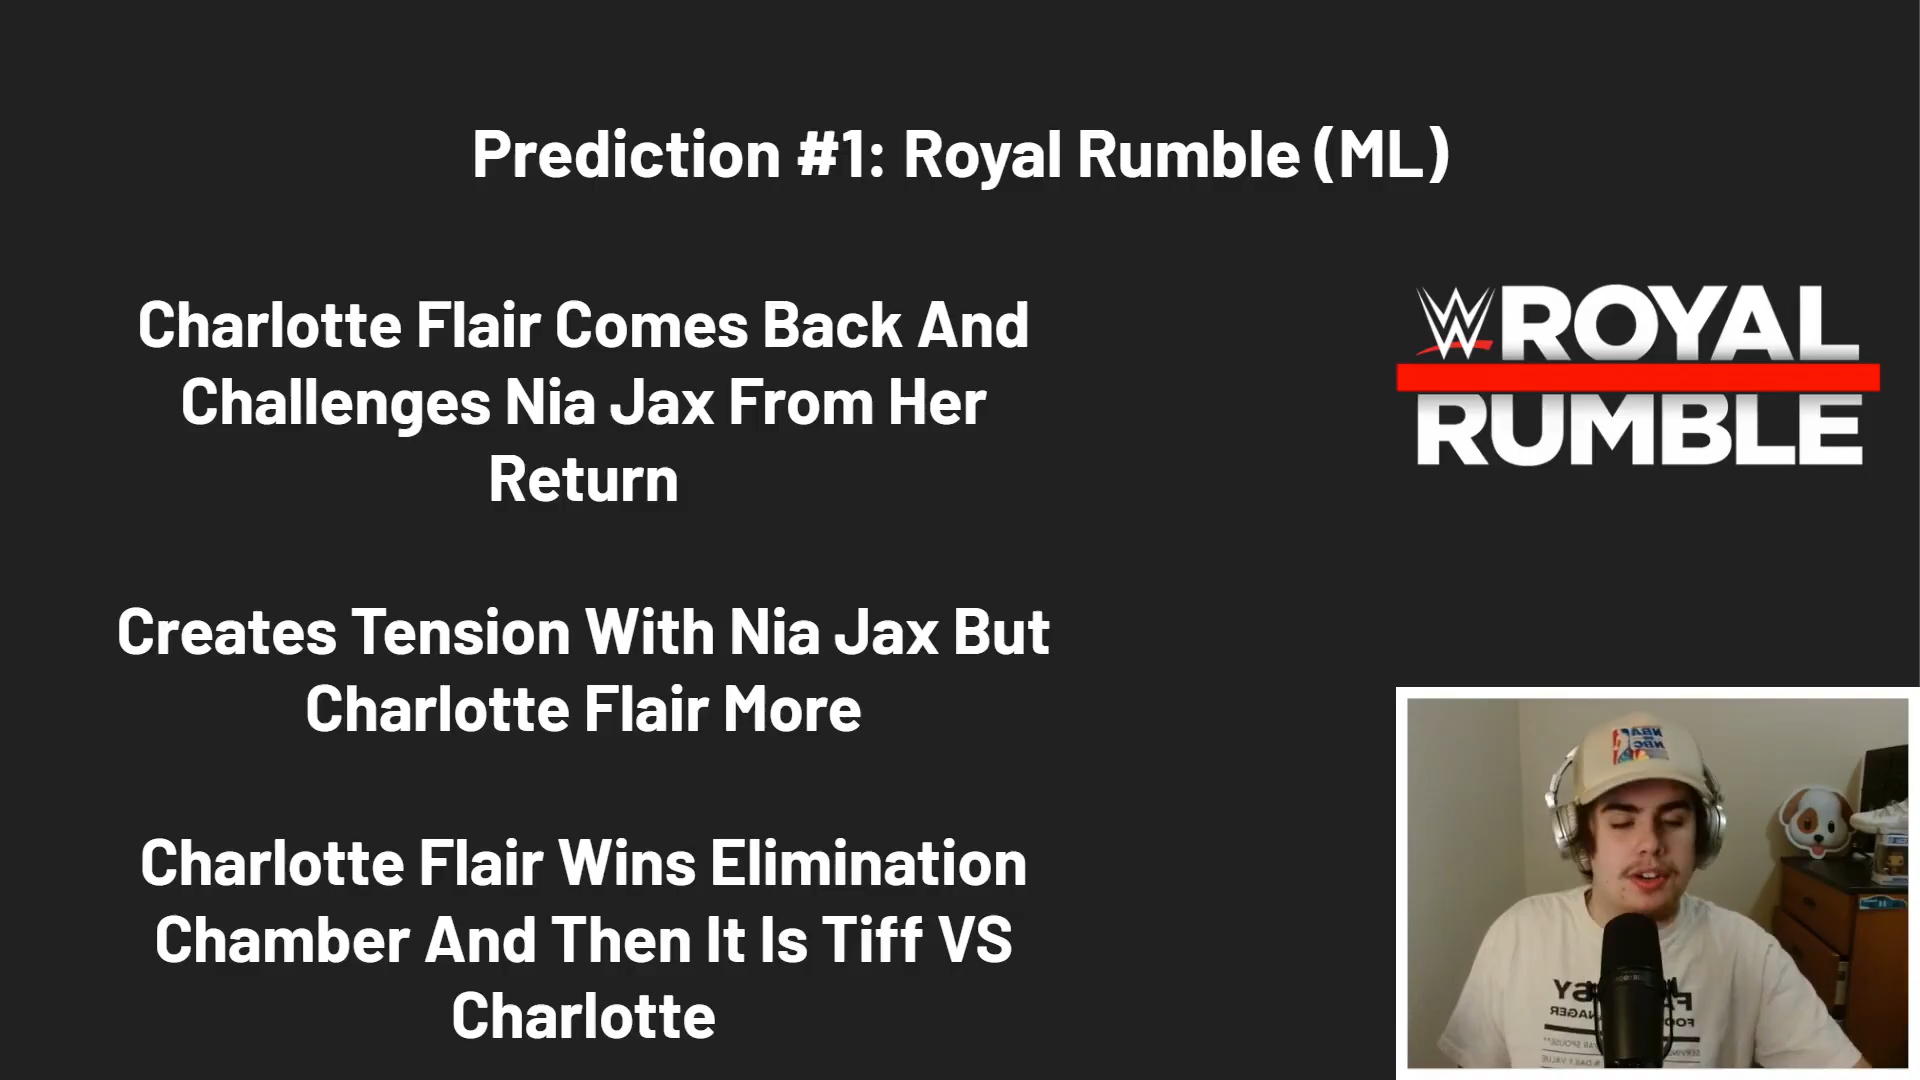 Prediction #1: Royal Rumble (ML)
Charlotte Flair Comes Back And
Challenges Nia Jax From Her
Return
Creates Tension With Nia Jax But
Charlotte Flair More
Charlotte Flair Wins Elimination
Chamber And Then It Is Tiff VS
Charlotte
W ROYAL
RUMBLE
NBA
NBC